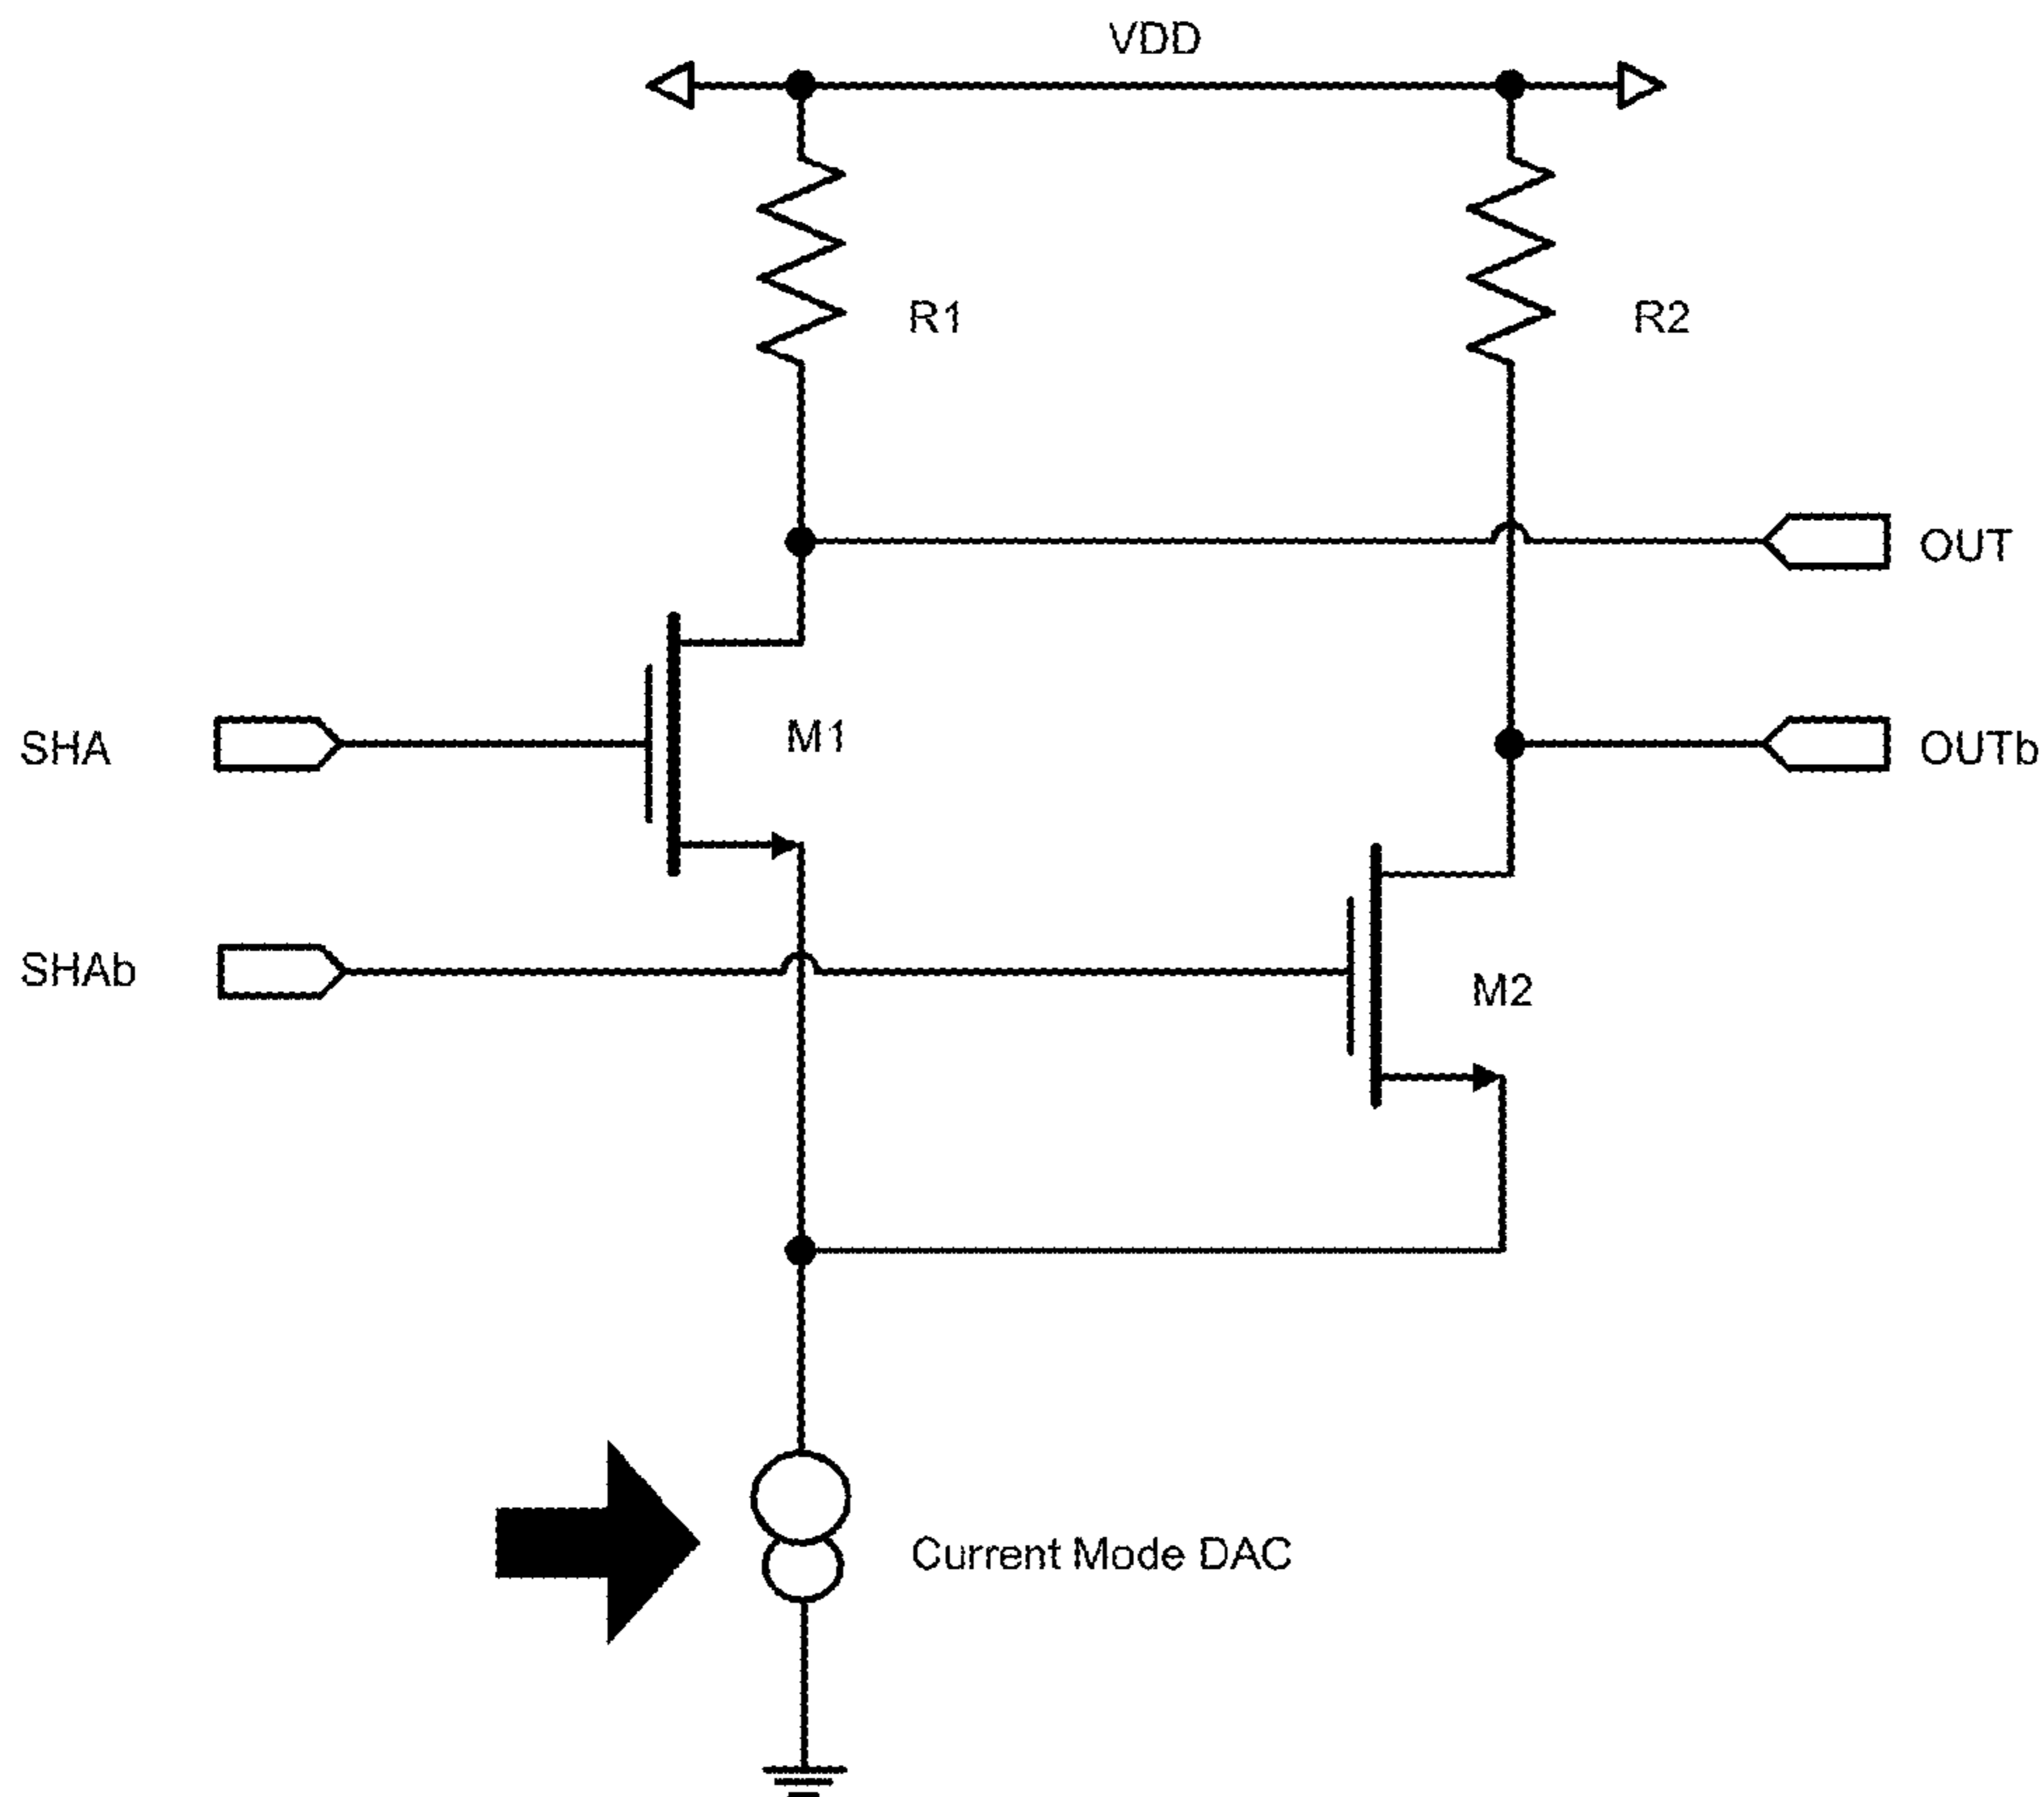 VDD
R1
R2
OUT
SHA
M1
OUTb
SHAb
M2
Current Mode DAC